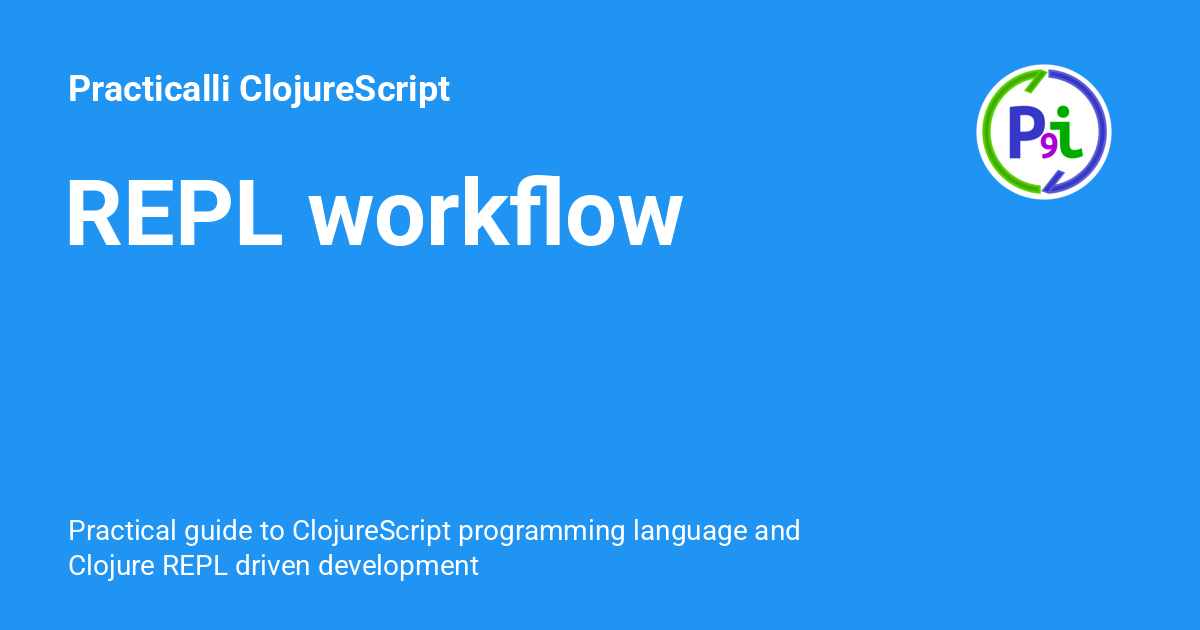 Practicalli ClojureScript
P9i
REPL workflow
Practical guide to ClojureScript programming language and
Clojure REPL driven development